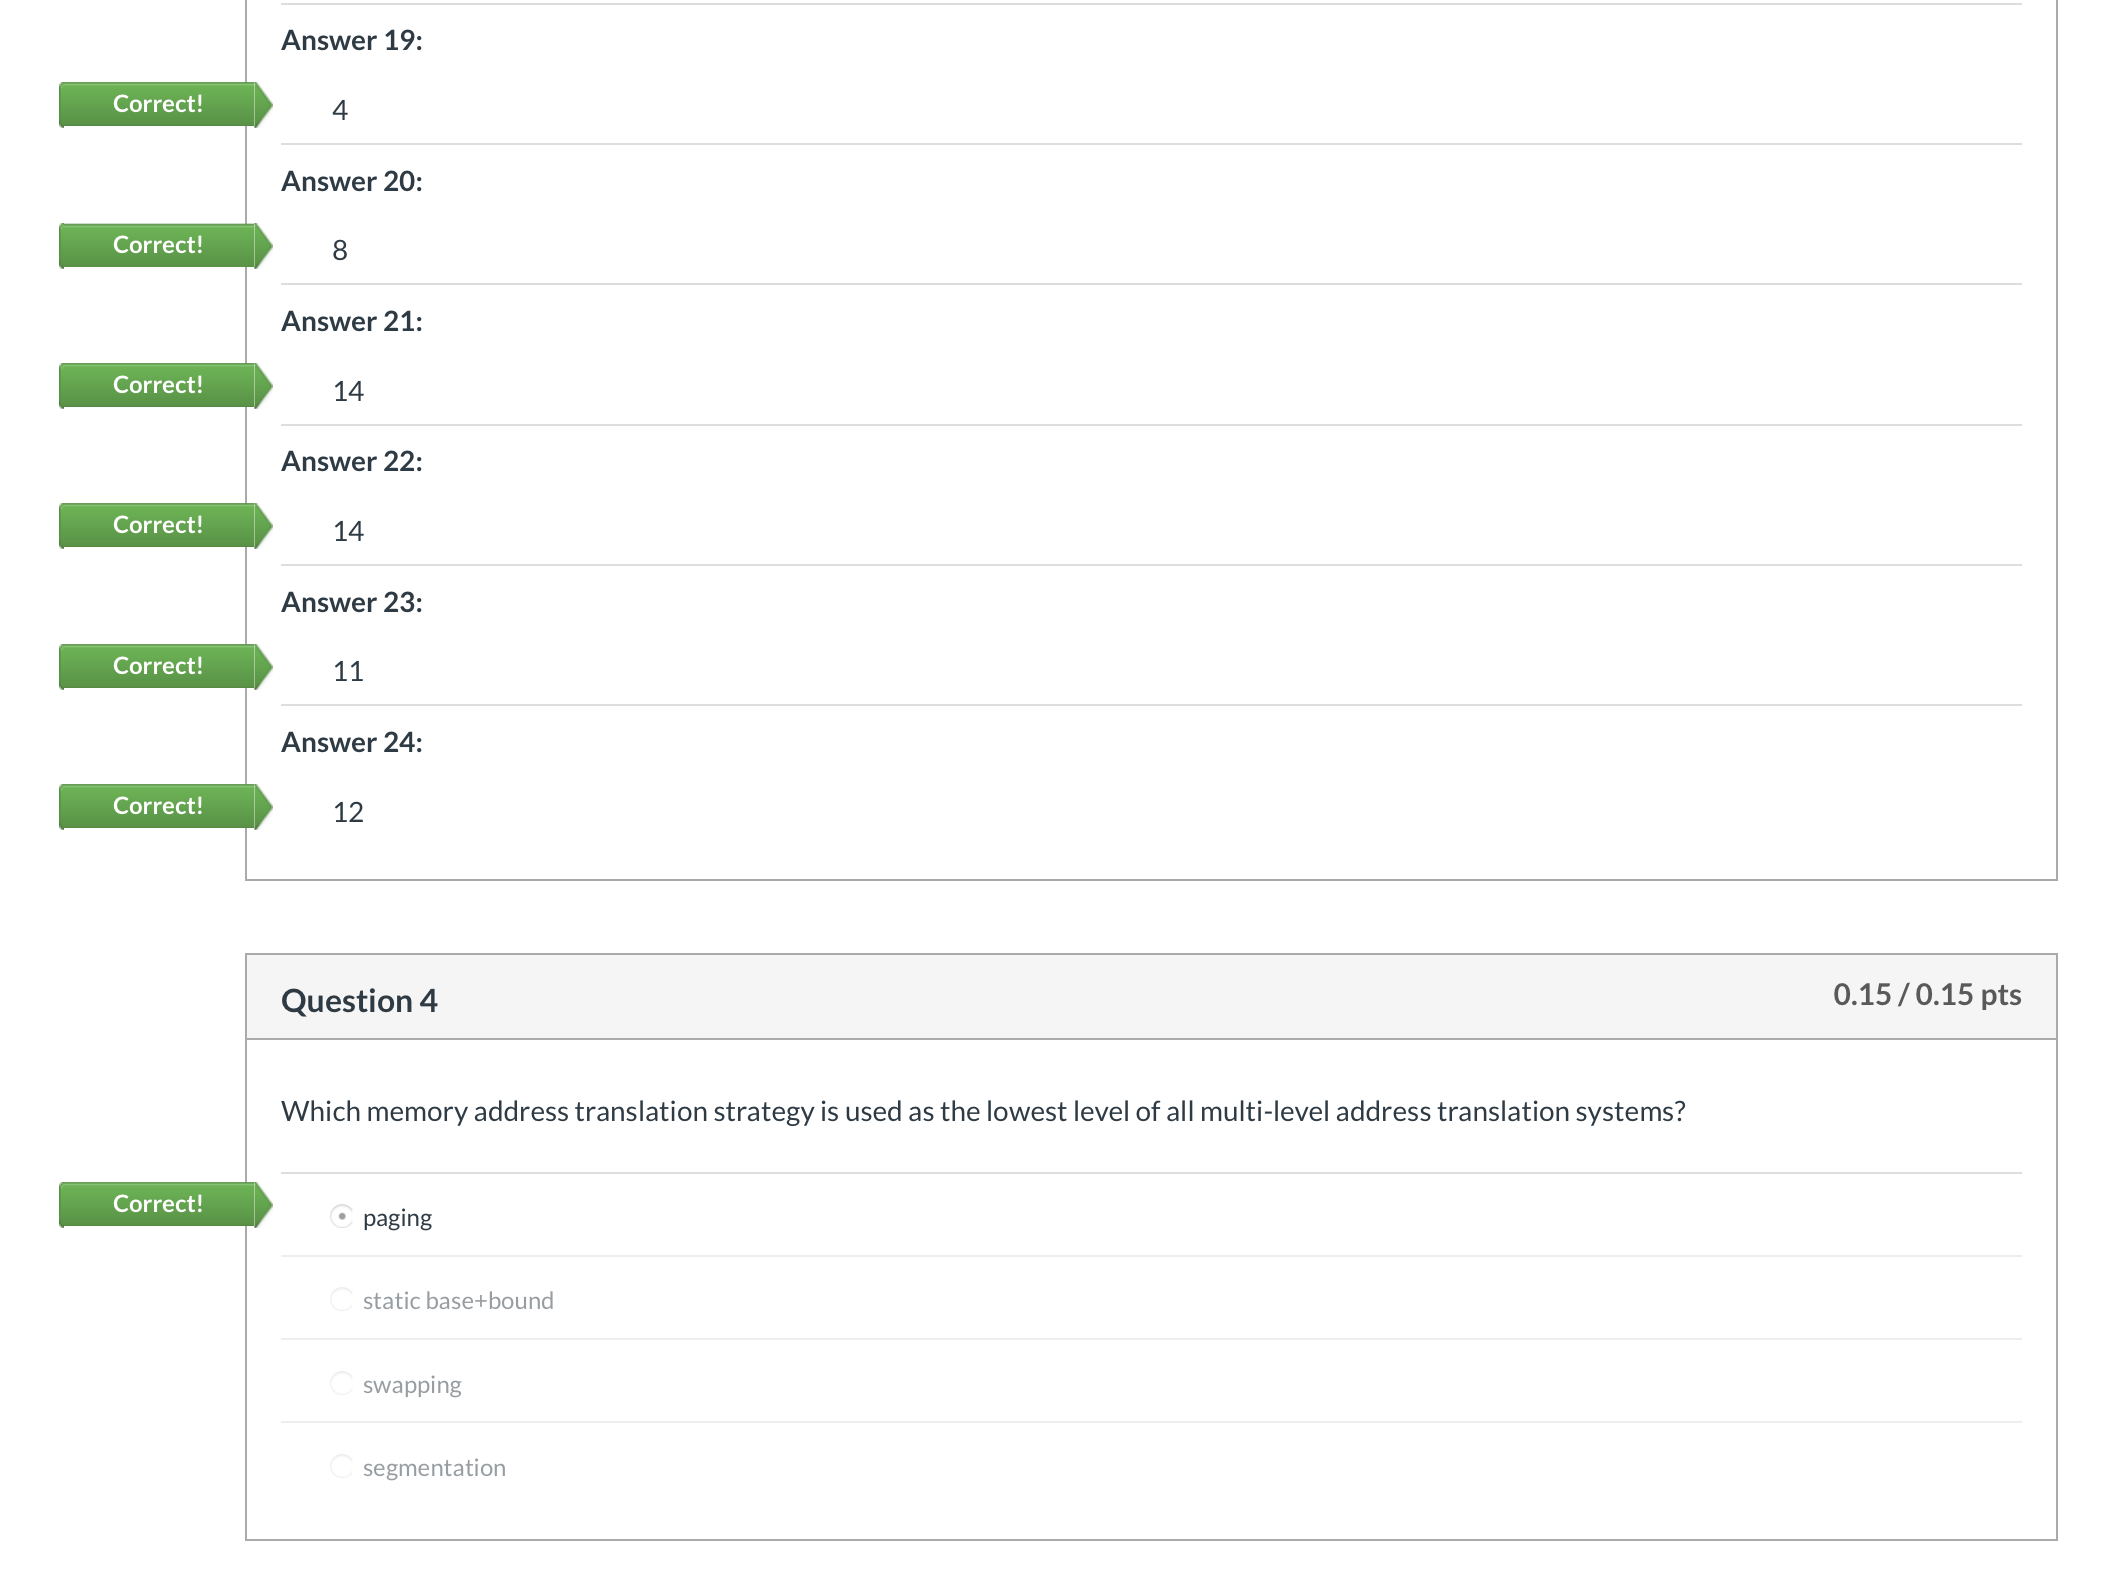 Answer 19:
Correct!
4
Answer 20:
Correct!
8
Answer 21:
Correct!
14
Answer 22:
Correct!
14
Answer 23:
Correct!
11
Answer 24:
Correct!
12
Question 4
0.15 / 0.15 pts
Which memory address translation strategy is used as the lowest level of all multi-level address translation systems?
Correct!
paging
static base+bound
swapping
segmentation